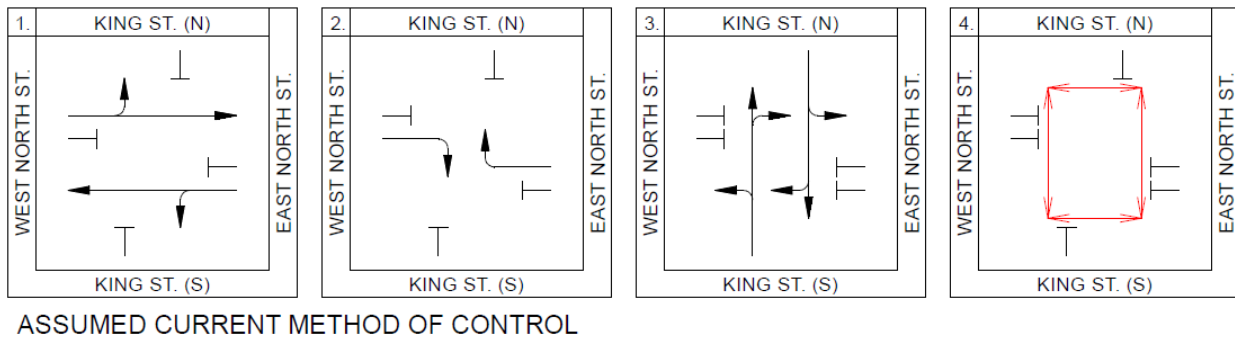 1. KING ST. (N)
WEST NORTH ST.
EAST NORTH ST.
KING ST. (S)
2. KING ST. (N)
WEST NORTH ST.
EAST NORTH ST.
KING ST. (S)
3. KING ST. (N)
WEST NORTH ST.
EAST NORTH ST.
KING ST. (S)
4. KING ST. (N)
WEST NORTH ST.
EAST NORTH ST.
KING ST. (S)
ASSUMED CURRENT METHOD OF CONTROL